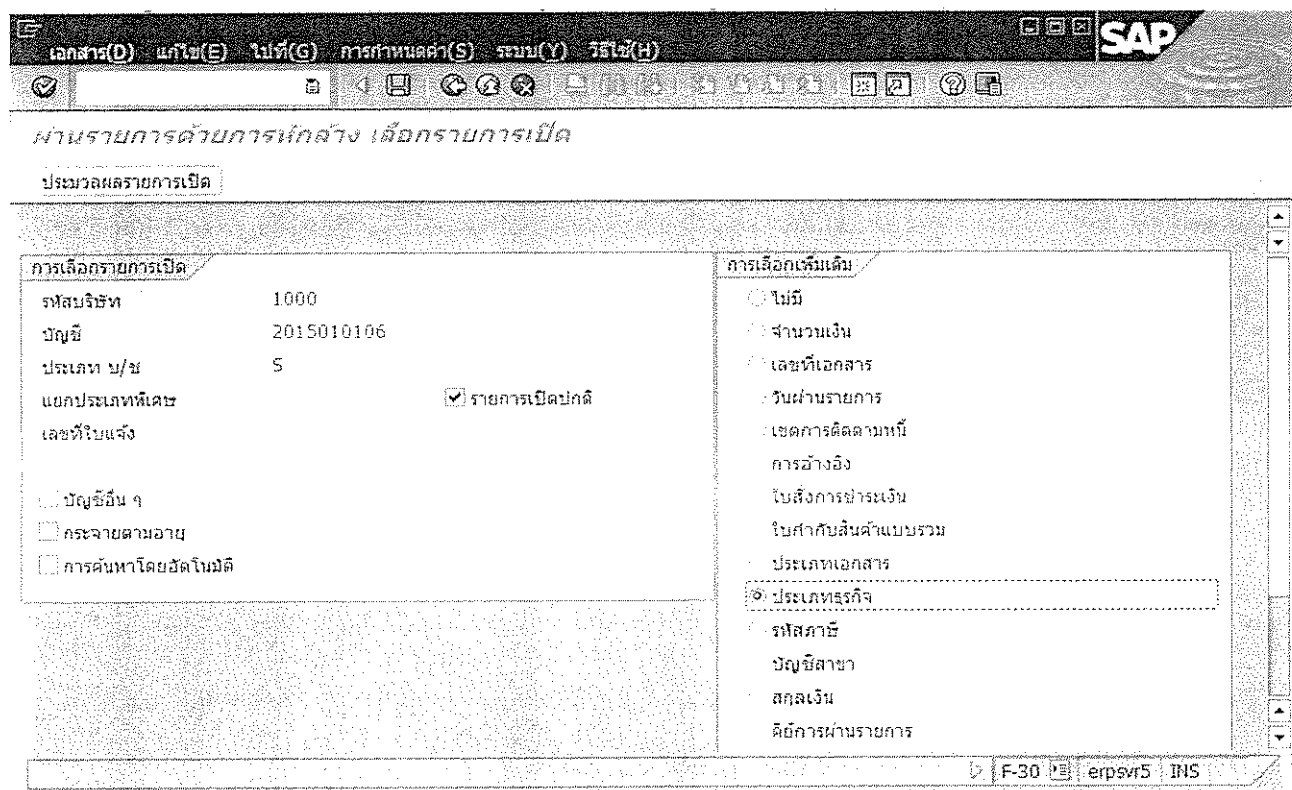 เอกสาร(D) แก้ไข(E) ไปที่(G) การกำหนดค่า(S) ระบบ(Y) วิธีใช้(H)
SAP
ผ่านรายการด้วยการหักล้าง เลือกรายการเปิด
ประมวลผลรายการเปิด
การเลือกรายการเปิด
รหัสบริษัท 1000
บัญชี 2015010106
ประเภท บ/ช S
แยกประเภทพิเศษ รายการเปิดปกติ
เลขที่ใบแจ้ง
บัญชีอื่น ๆ
กระจายตามอายุ
การค้นหาโดยอัตโนมัติ
การเลือกเพิ่มเติม
ไม่มี
จำนวนเงิน
เลขที่เอกสาร
วันผ่านรายการ
เขตการติดตามหนี้
การอ้างอิง
ใบสั่งการชำระเงิน
ใบกำกับสินค้าแบบรวม
ประเภทเอกสาร
ประเภทธุรกิจ
รหัสภาษี
บัญชีสาขา
สกุลเงิน
คีย์การผ่านรายการ
F-30 erpsvr5 INS